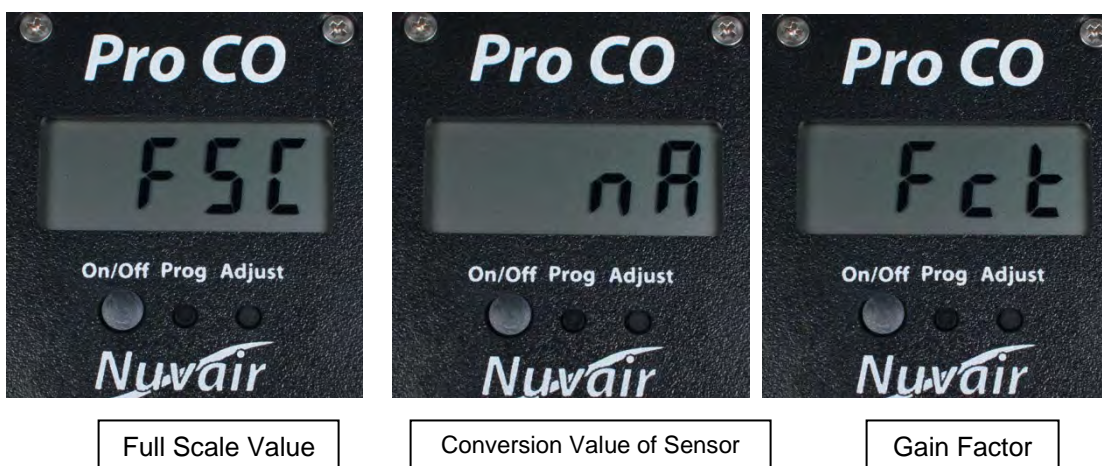 Pro CO
FSC
On/Off Prog Adjust
Nuvair
Full Scale Value
Pro CO
nA
On/Off Prog Adjust
Nuvair
Conversion Value of Sensor
Pro CO
Fct
On/Off Prog Adjust
Nuvair
Gain Factor